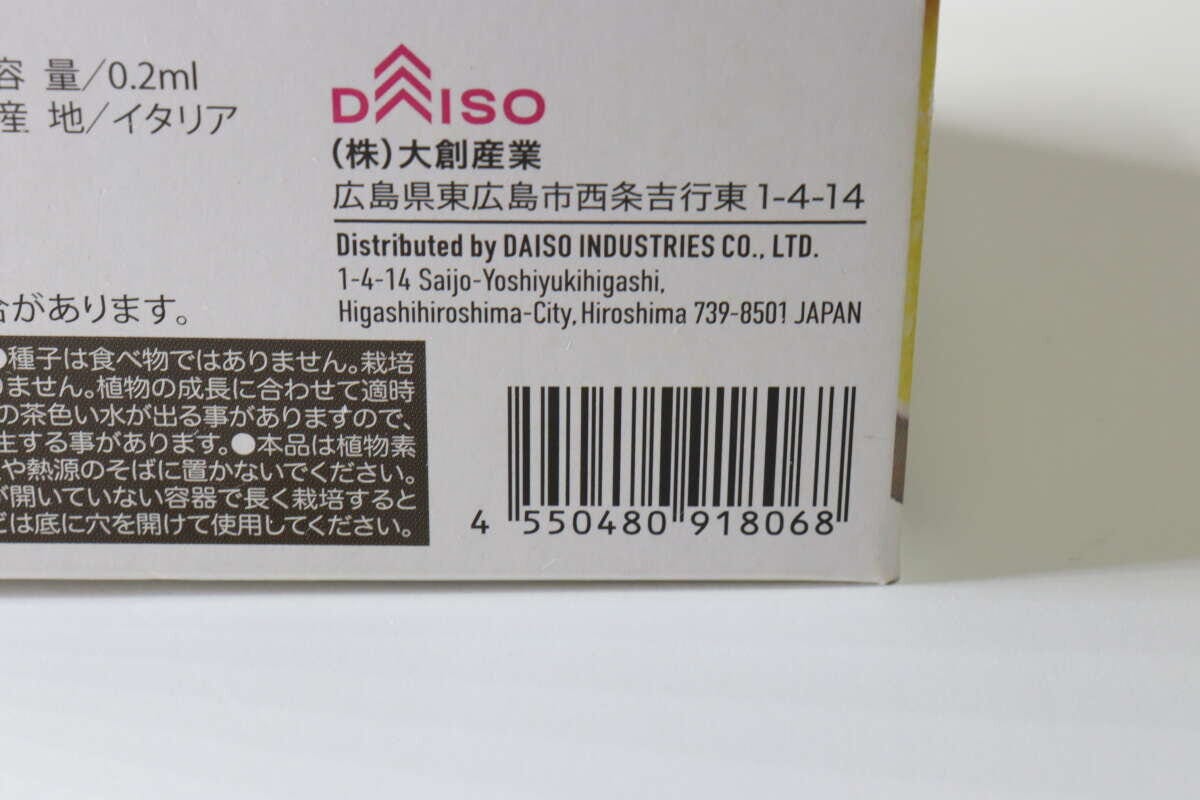 容 量/0.2ml
産 地/イタリア
DAISO
(株)大創産業
広島県東広島市西条吉行東1-4-14
Distributed by DAISO INDUSTRIES CO., LTD.
1-4-14 Saijo-Yoshiyukihigashi,
Higashihiroshima-City, Hiroshima 739-8501 JAPAN
合があります。
●種子は食べ物ではありません。栽培
りません。植物の成長に合わせて適時
の茶色い水が出る事がありますので、
生する事があります。●本品は植物素
や熱源のそばに置かないでください。
が開いていない容器で長く栽培すると
どは底に穴を開けて使用してください。
4 550480 918068